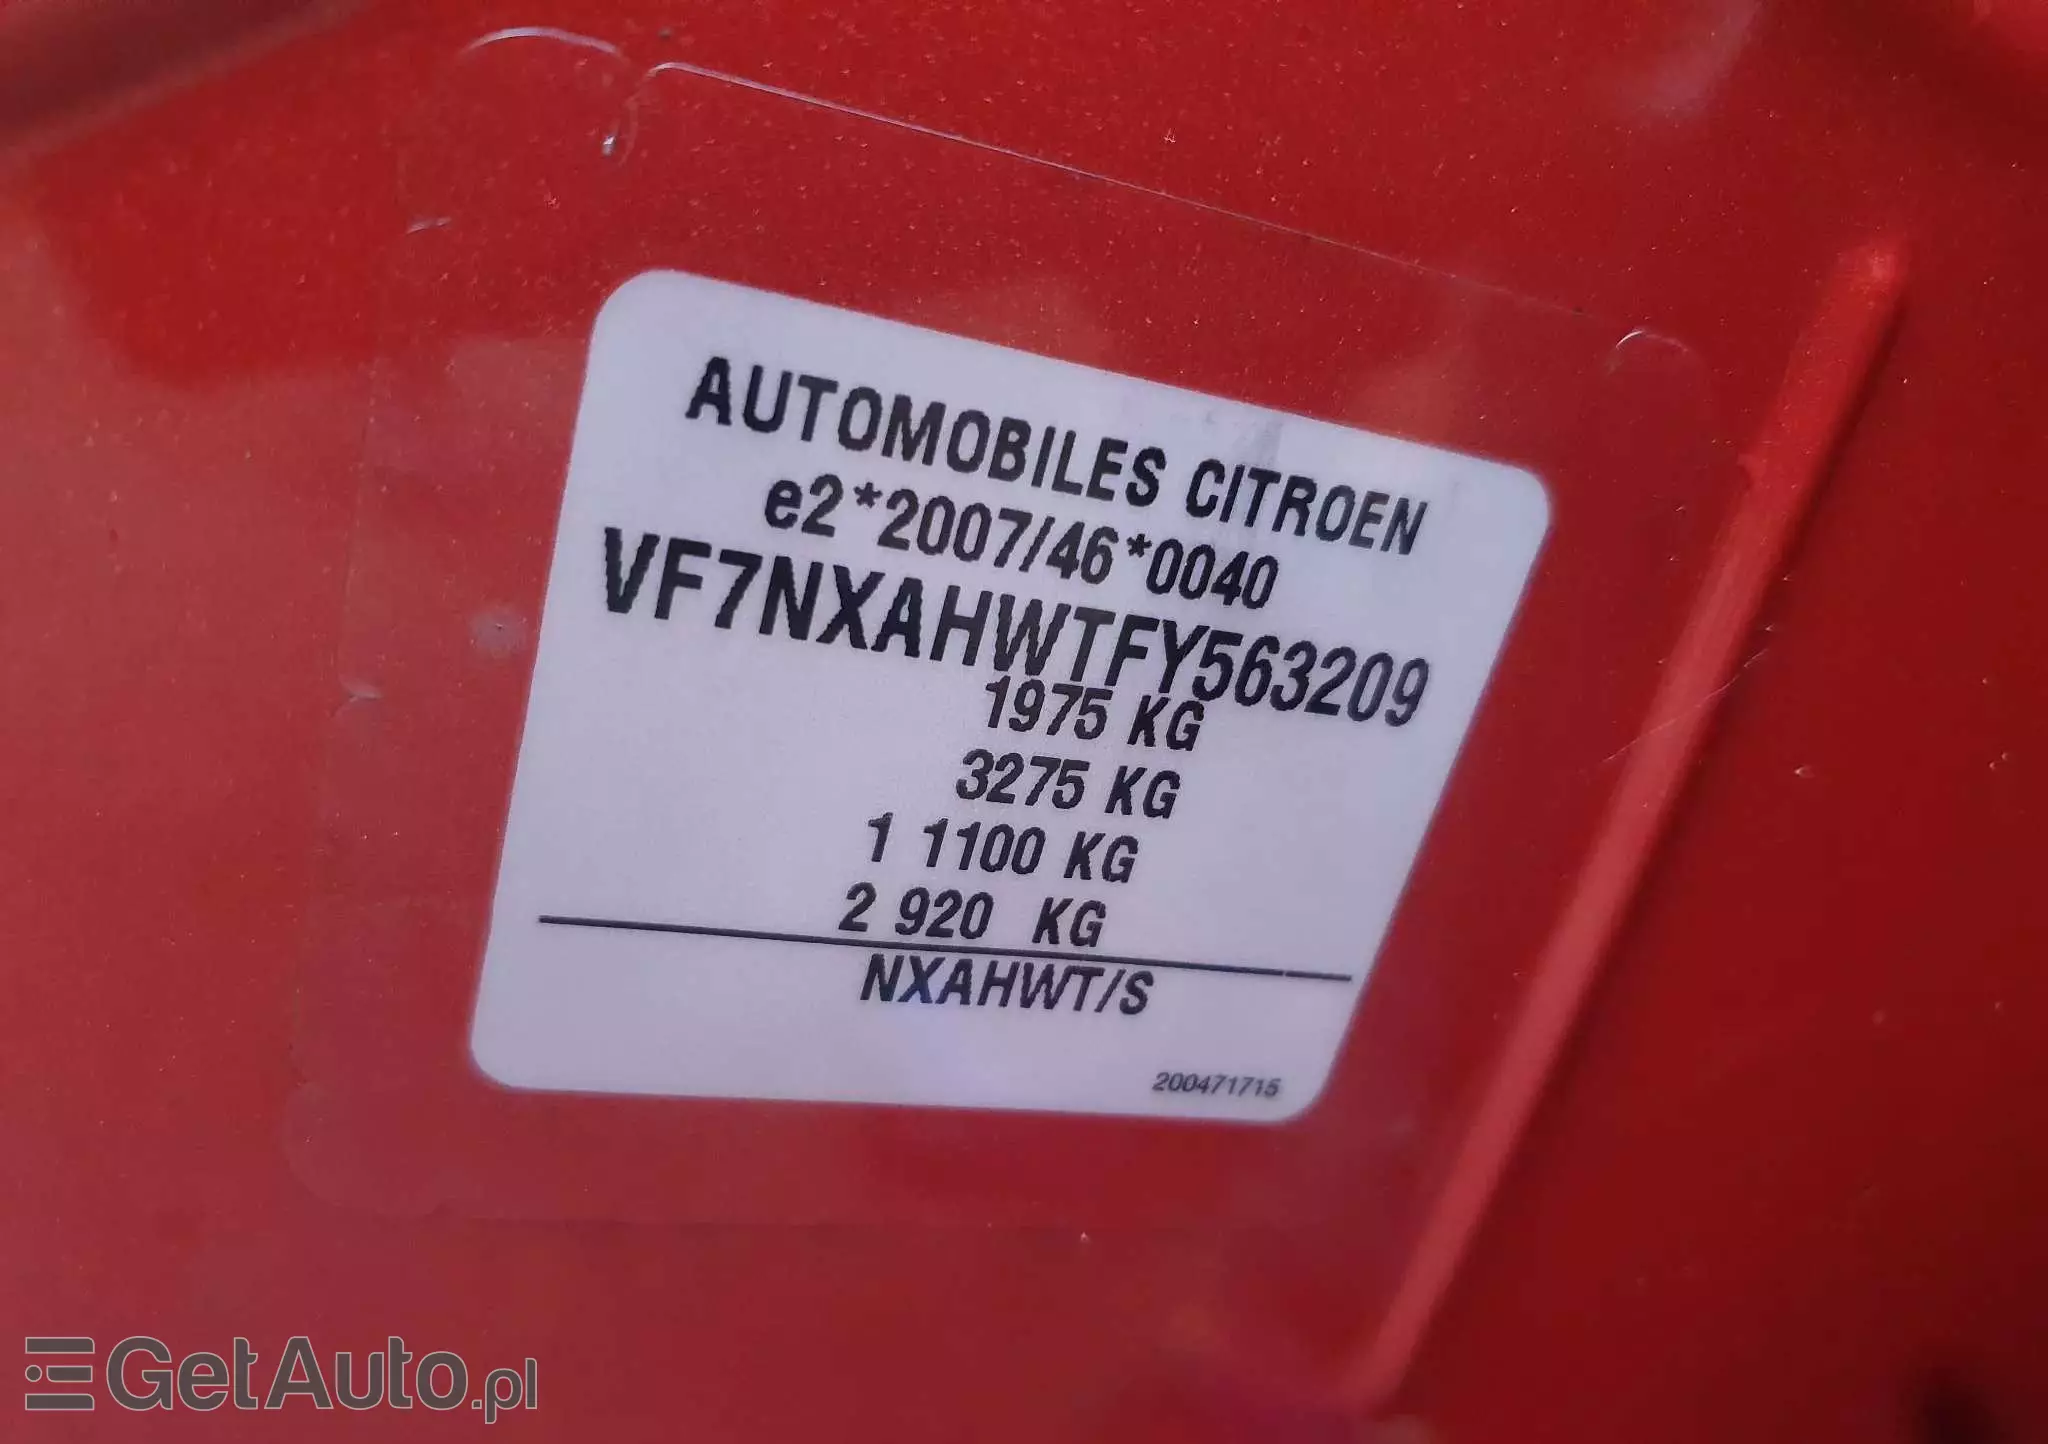 AUTOMOBILES CITROEN
e2*2007/46*0040
VF7NXAHWTFY563209
1975 KG
3275 KG
1 1100 KG
2 920 KG
NXAHWT/S
200471715
GetAuto.pl